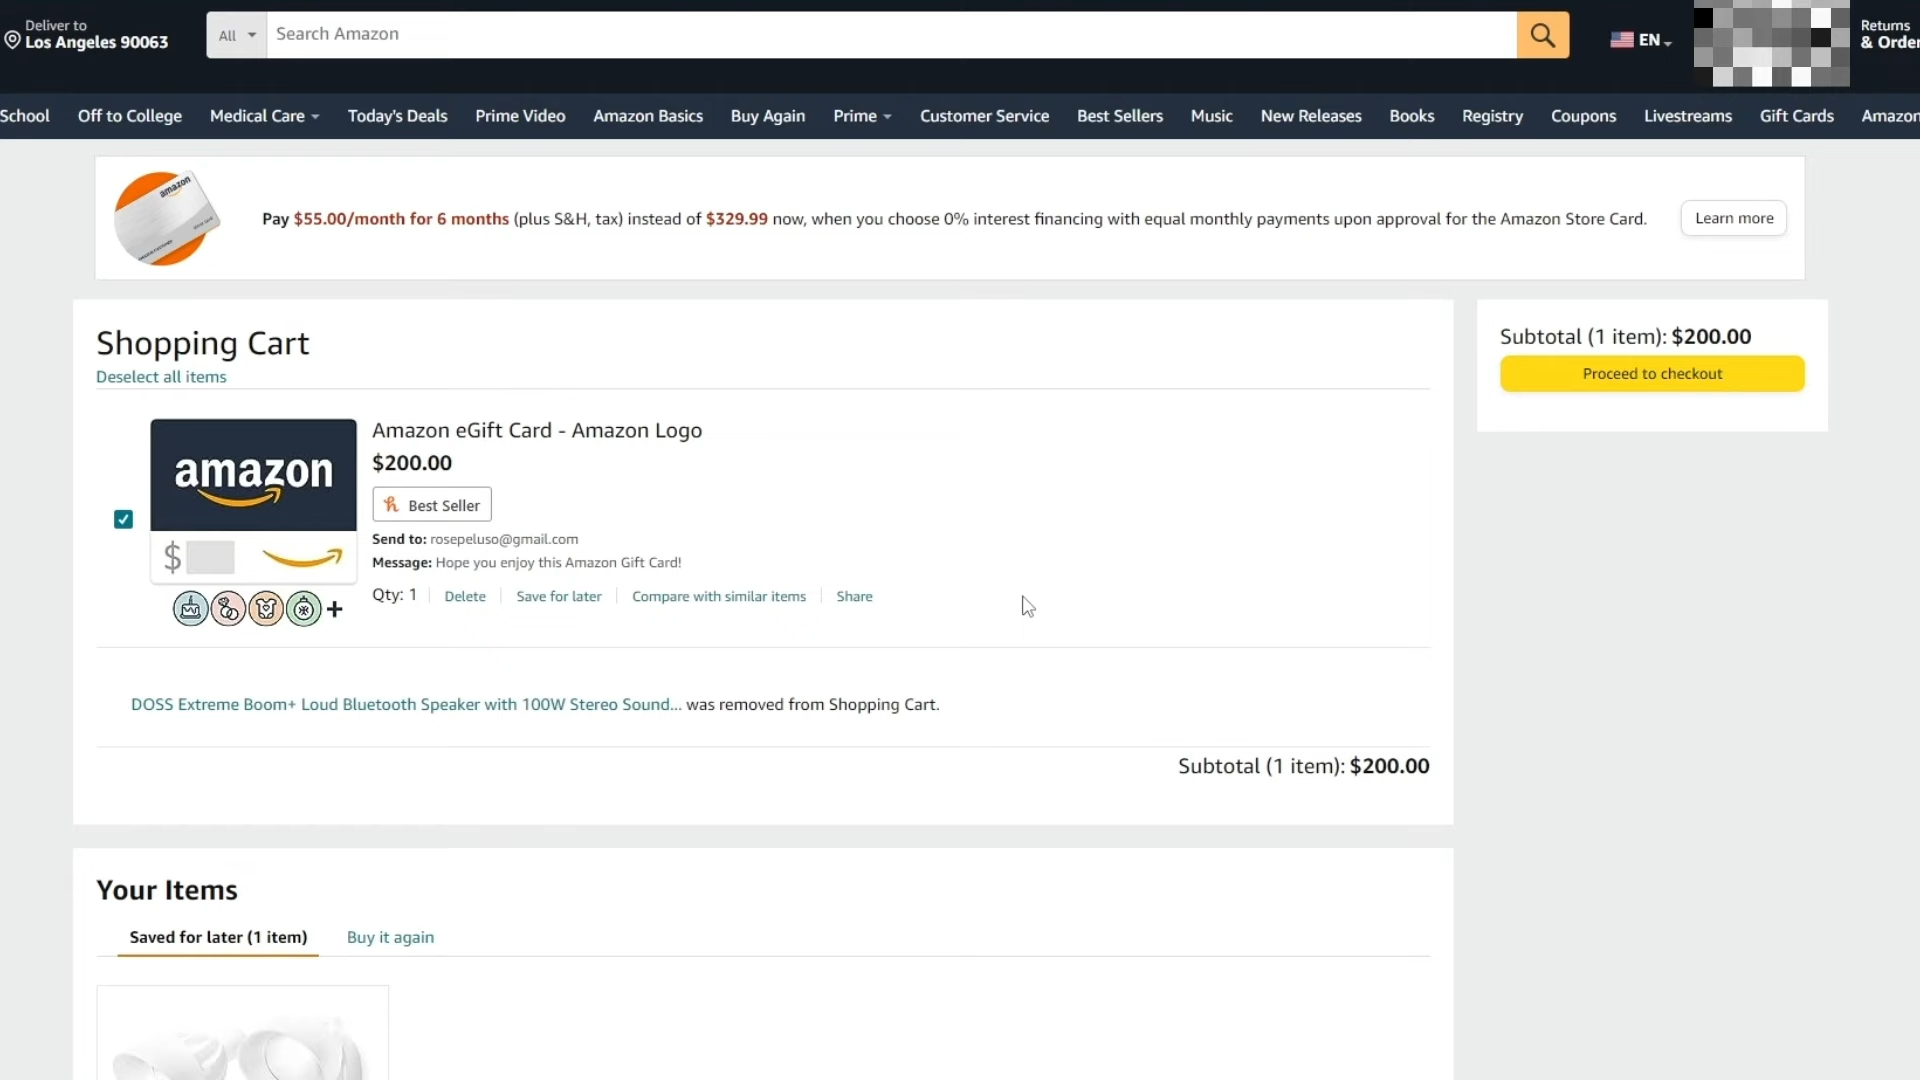 Deliver to
Los Angeles 90063
All
Search Amazon
EN
Returns
& Order
School
Off to College
Medical Care
Today's Deals
Prime Video
Amazon Basics
Buy Again
Prime
Customer Service
Best Sellers
Music
New Releases
Books
Registry
Coupons
Livestreams
Gift Cards
Amazon
amazon
Pay $55.00/month for 6 months (plus S&H, tax) instead of $329.99 now, when you choose 0% interest financing with equal monthly payments upon approval for the Amazon Store Card.
Learn more
Shopping Cart
Deselect all items
amazon
$
Amazon eGift Card - Amazon Logo
$200.00
Best Seller
Send to: rosepeluso@gmail.com
Message: Hope you enjoy this Amazon Gift Card!
Qty: 1
Delete
Save for later
Compare with similar items
Share
DOSS Extreme Boom+ Loud Bluetooth Speaker with 100W Stereo Sound... was removed from Shopping Cart.
Subtotal (1 item): $200.00
Subtotal (1 item): $200.00
Proceed to checkout
Your Items
Saved for later (1 item)
Buy it again